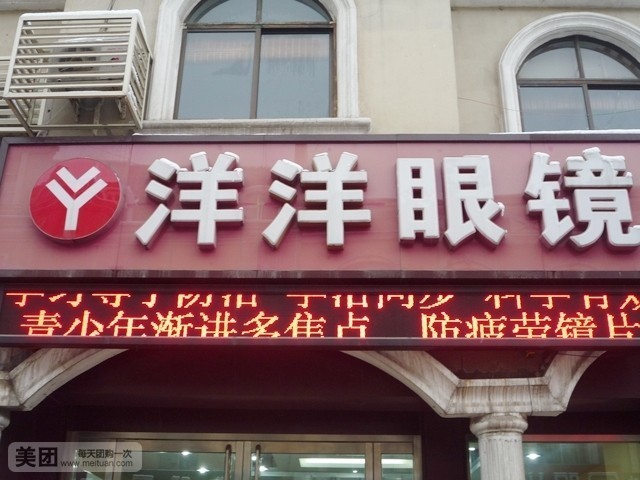 洋洋眼镜
青少年渐进多焦点 防疲劳镜片
美团 每天团购一次
www.meituan.com